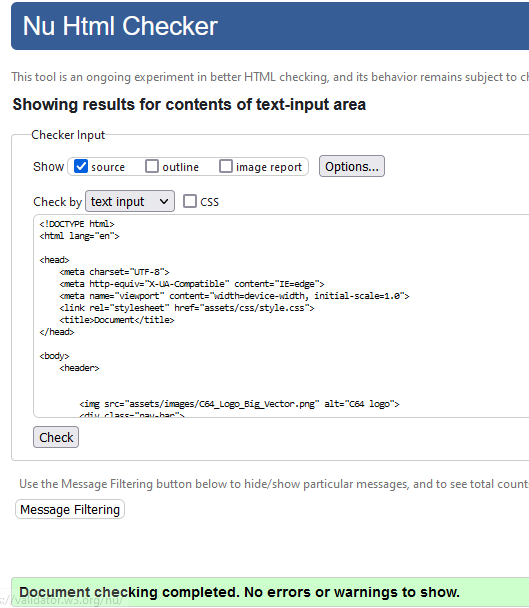 Nu Html Checker
This tool is an ongoing experiment in better HTML checking, and its behavior remains subject to
Showing results for contents of text-input area
Checker Input
Show source outline image report Options...
Check by text input CSS
<!DOCTYPE html>
<html lang="en">
<head>
<meta charset="UTF-8">
<meta http-equiv="X-UA-Compatible" content="IE=edge">
<meta name="viewport" content="width=device-width, initial-scale=1.0">
<link rel="stylesheet" href="assets/css/style.css">
<title>Document</title>
</head>
<body>
<header>
<img src="assets/images/C64_Logo_Big_Vector.png" alt="C64 logo">
<div class="nav-bar">
Check
Use the Message Filtering button below to hide/show particular messages, and to see total count
Message Filtering
Document checking completed. No errors or warnings to show.
s://validator.w3.org/nu/